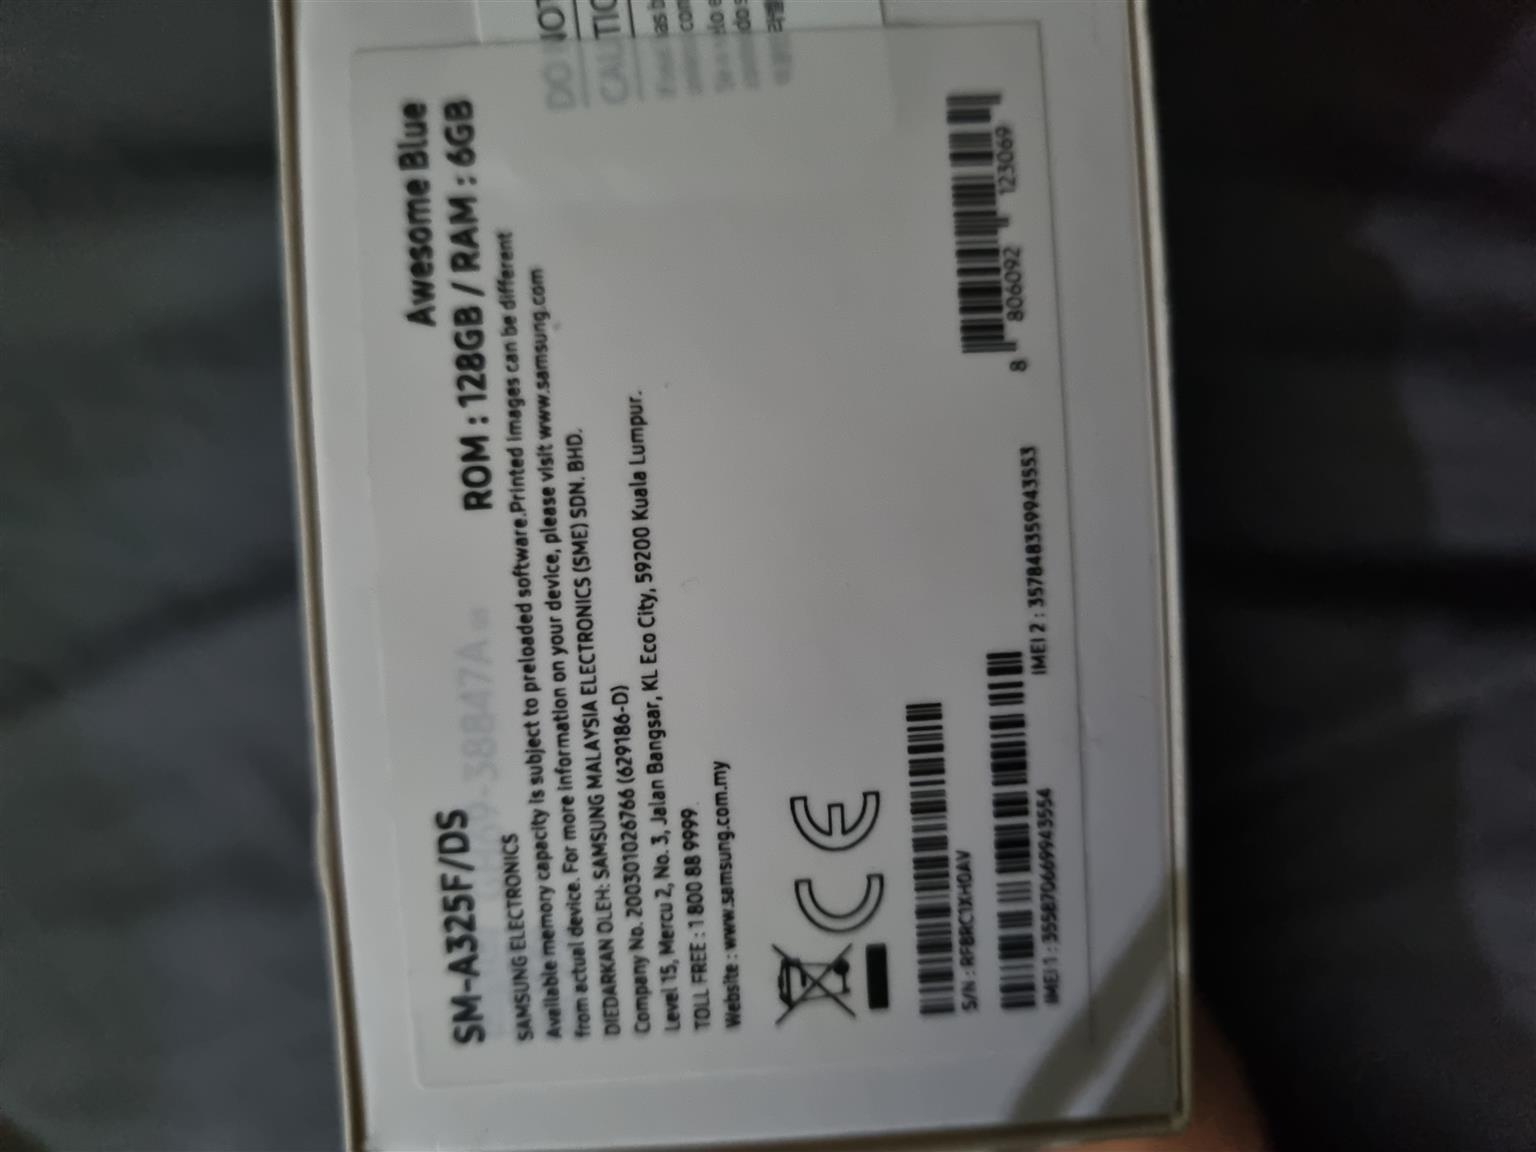 Awesome Blue
SM-A325F/DS ROM : 128GB / RAM : 6GB
SAMSUNG ELECTRONICS
Available memory capacity is subject to preloaded software.Printed images can be different
from actual device. For more information on your device, please visit www.samsung.com
DIEDARKAN OLEH: SAMSUNG MALAYSIA ELECTRONICS (SME) SDN. BHD.
Company No. 200301026766 (629186-D)
Level 15, Mercu 2, No. 3, Jalan Bangsar, KL Eco City, 59200 Kuala Lumpur.
TOLL FREE : 1 800 88 9999
Website : www.samsung.com.my
CE
S/N : RF8RC1XH0AV
IMEI 1 : 355870669943554
IMEI 2 : 357848359943553
8 806092 123069
DO NOT